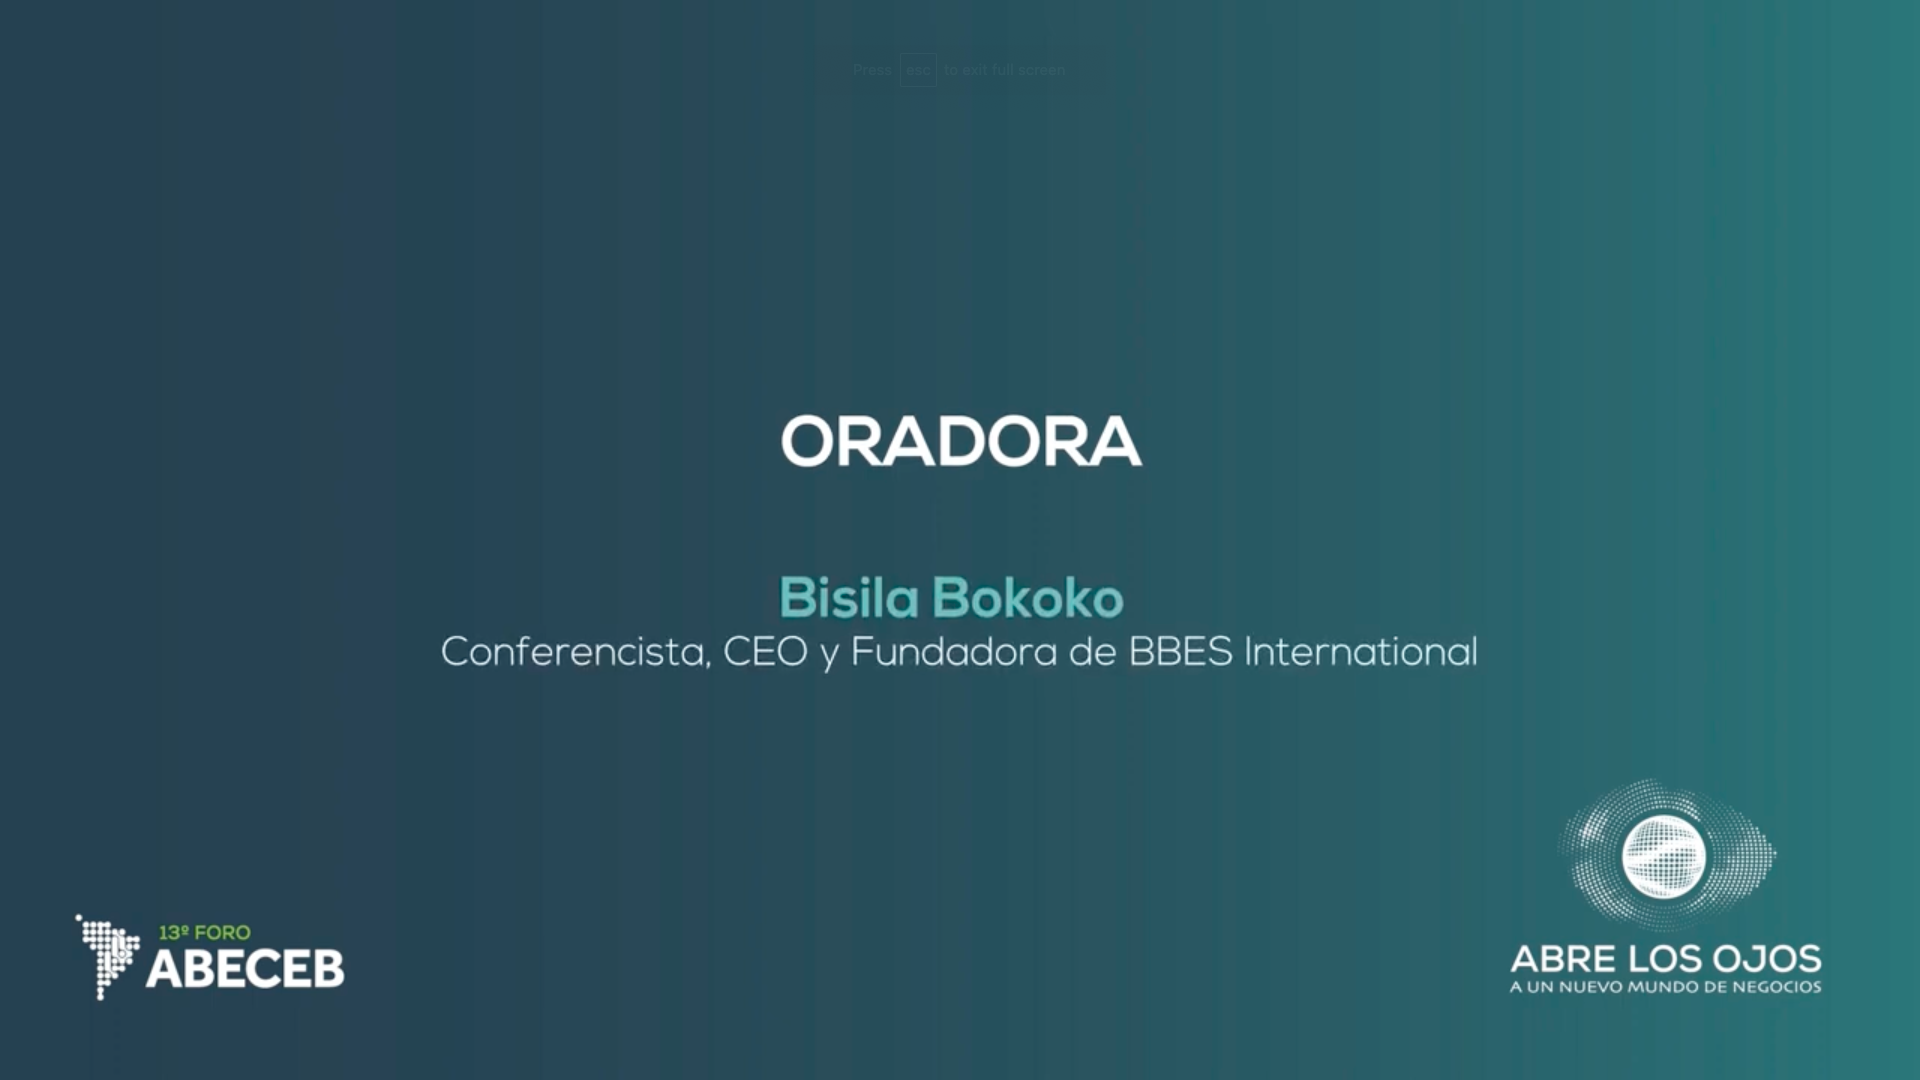 Press esc to exit full screen
ORADORA
Bisila Bokoko
Conferencista, CEO y Fundadora de BBES International
13º FORO
ABECEB
ABRE LOS OJOS
A UN NUEVO MUNDO DE NEGOCIOS